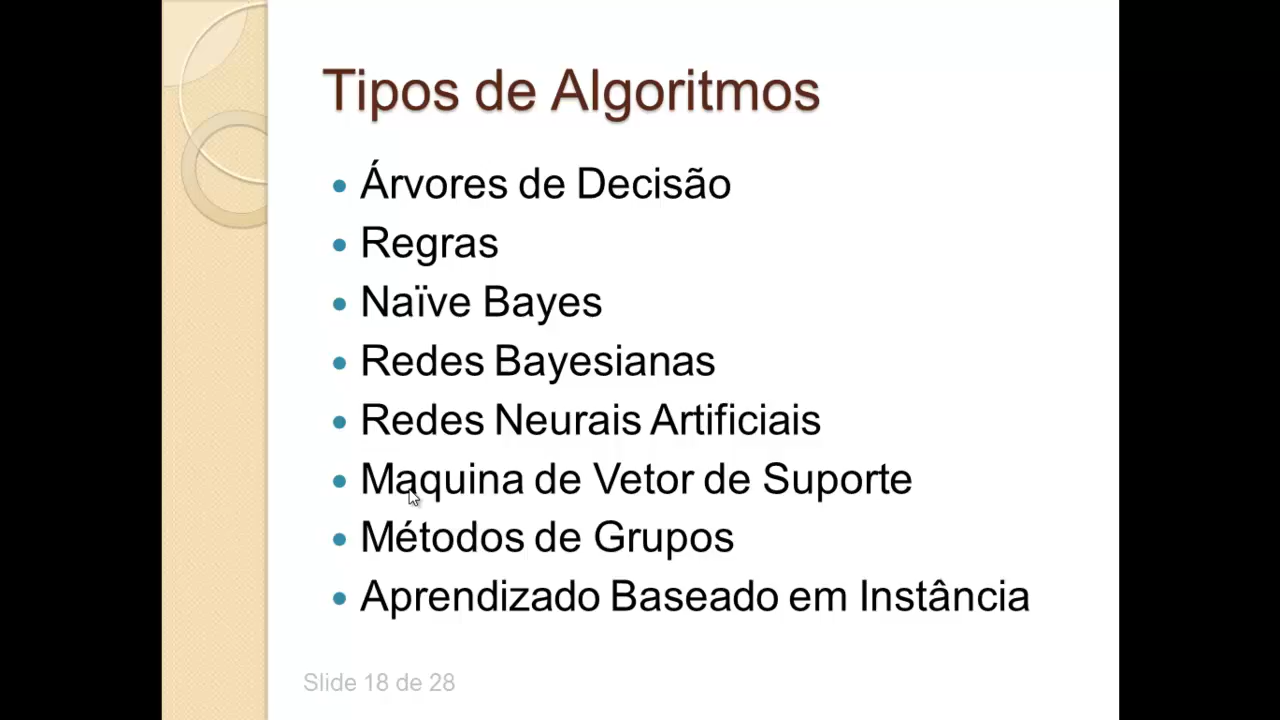 Tipos de Algoritmos
• Árvores de Decisão
• Regras
• Naïve Bayes
• Redes Bayesianas
• Redes Neurais Artificiais
• Maquina de Vetor de Suporte
• Métodos de Grupos
• Aprendizado Baseado em Instância
Slide 18 de 28